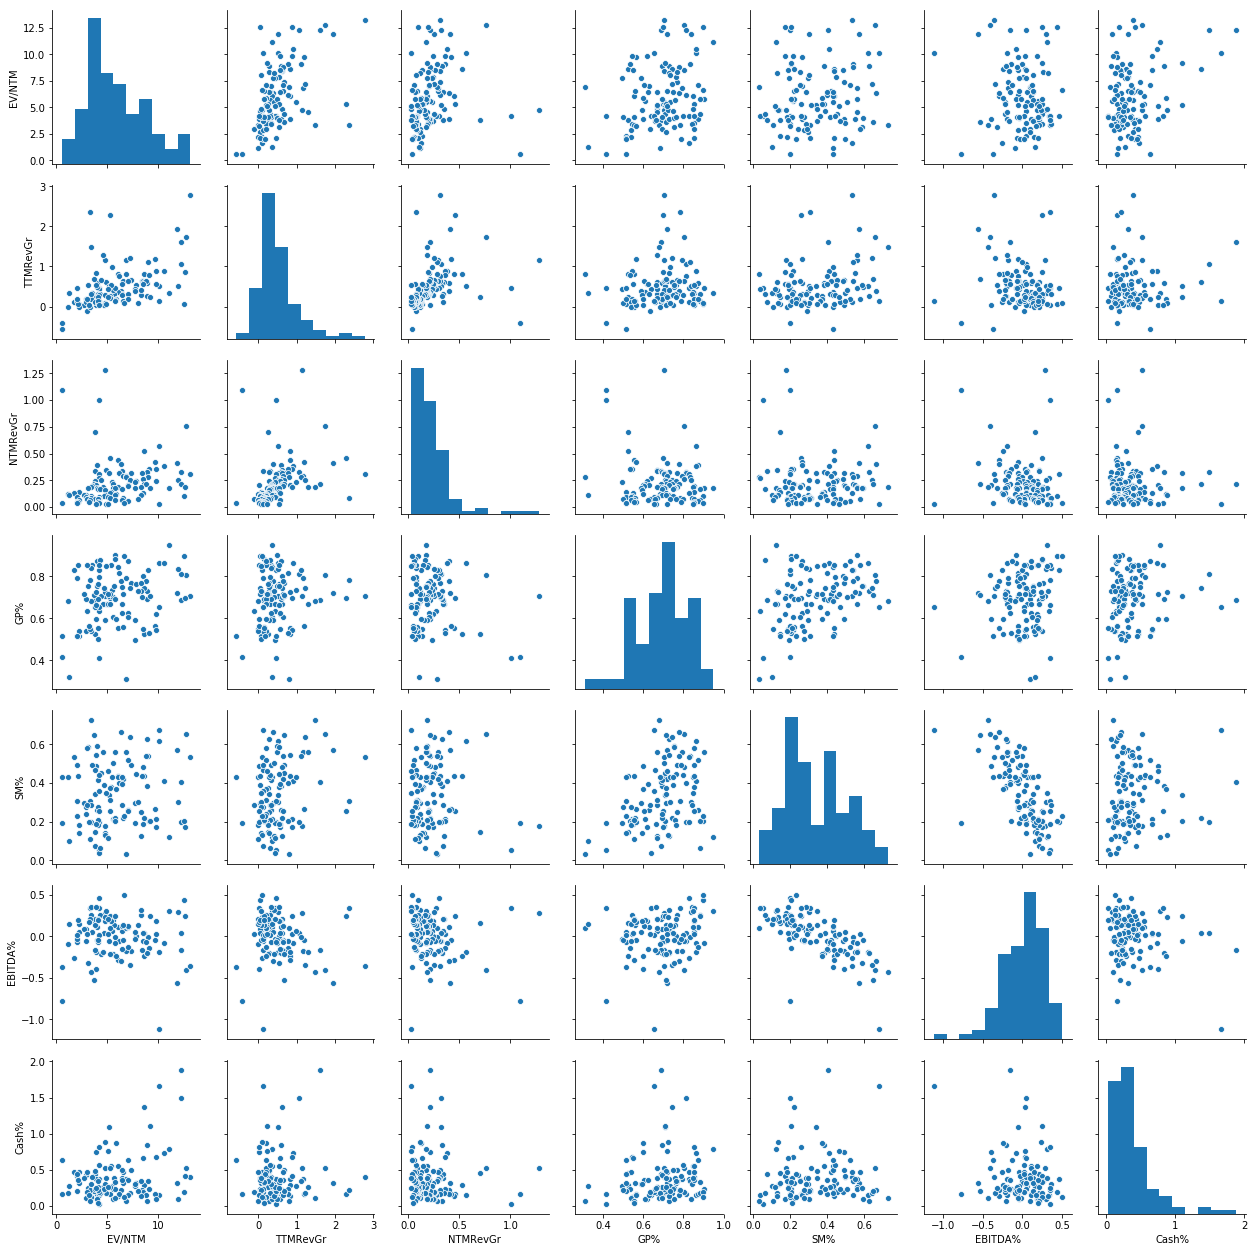 EV/NTM
12.5
10.0
7.5
5.0
2.5
0.0
TTMRevGr
3
2
1
0
NTMRevGr
1.25
1.00
0.75
0.50
0.25
0.00
GP%
0.8
0.6
0.4
SM%
0.6
0.4
0.2
0.0
EBITDA%
0.5
0.0
−0.5
−1.0
Cash%
2.0
1.5
1.0
0.5
0.0
0 5 10
0 1 2 3
0.0 0.5 1.0
0.4 0.6 0.8 1.0
0.0 0.2 0.4 0.6
−1.0 −0.5 0.0 0.5
0 1 2
EV/NTM
TTMRevGr
NTMRevGr
GP%
SM%
EBITDA%
Cash%